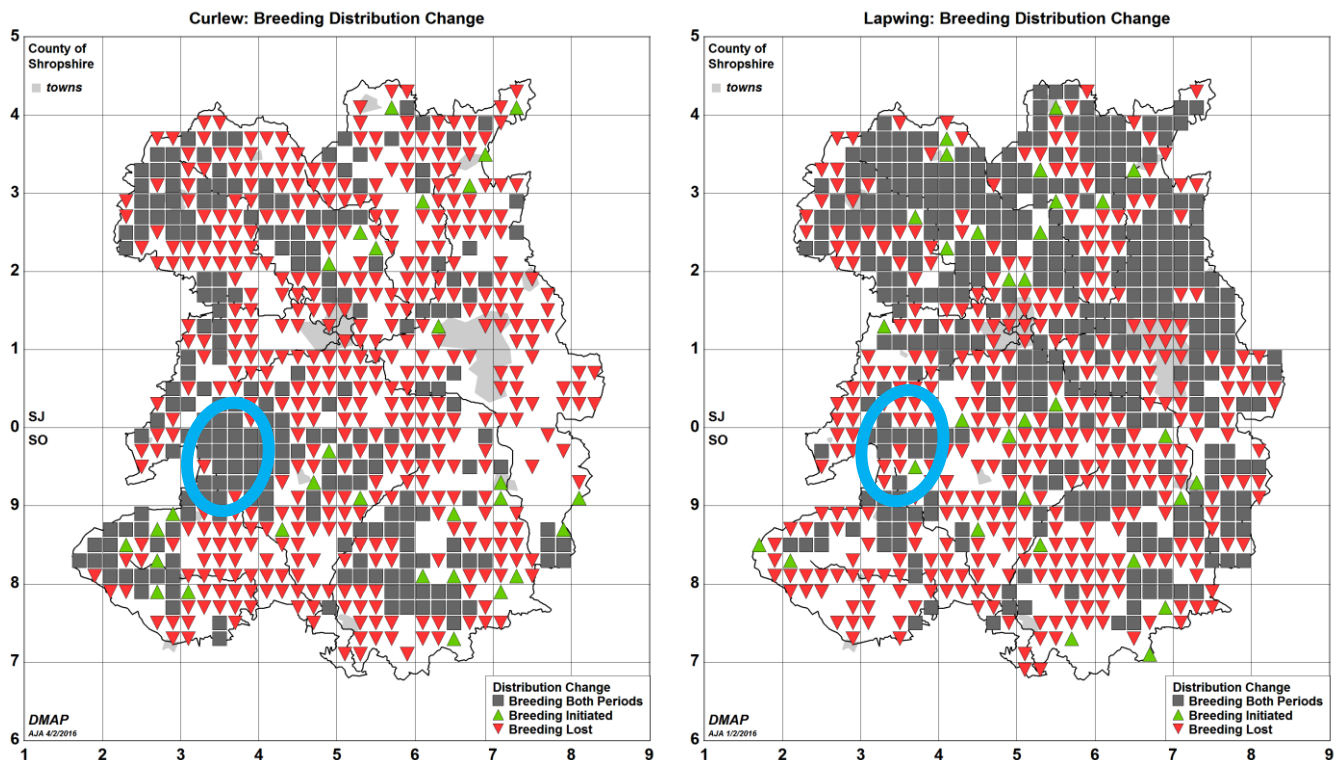 Curlew: Breeding Distribution Change
5
County of
Shropshire
towns
4
3
2
1
SJ
0
SO
9
8
7
6
Distribution Change
Breeding Both Periods
Breeding Initiated
Breeding Lost
DMAP
AJA 4/2/2016
1 2 3 4 5 6 7 8 9
Lapwing: Breeding Distribution Change
5
County of
Shropshire
towns
4
3
2
1
SJ
0
SO
9
8
7
6
Distribution Change
Breeding Both Periods
Breeding Initiated
Breeding Lost
DMAP
AJA 1/2/2016
1 2 3 4 5 6 7 8 9